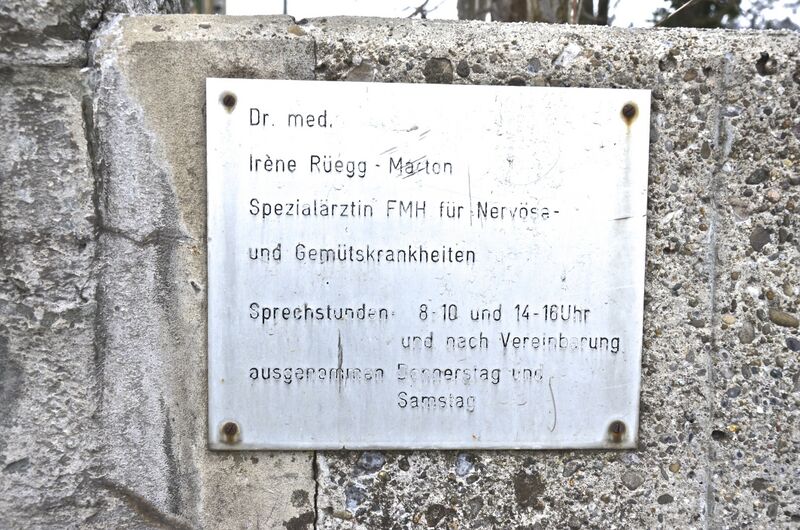 Dr. med.
Irène Rüegg - Marton
Spezialärztin FMH für Nervöse-
und Gemütskrankheiten
Sprechstunden: 8-10 und 14-16Uhr
und nach Vereinbarung
ausgenommen Donnerstag und
Samstag